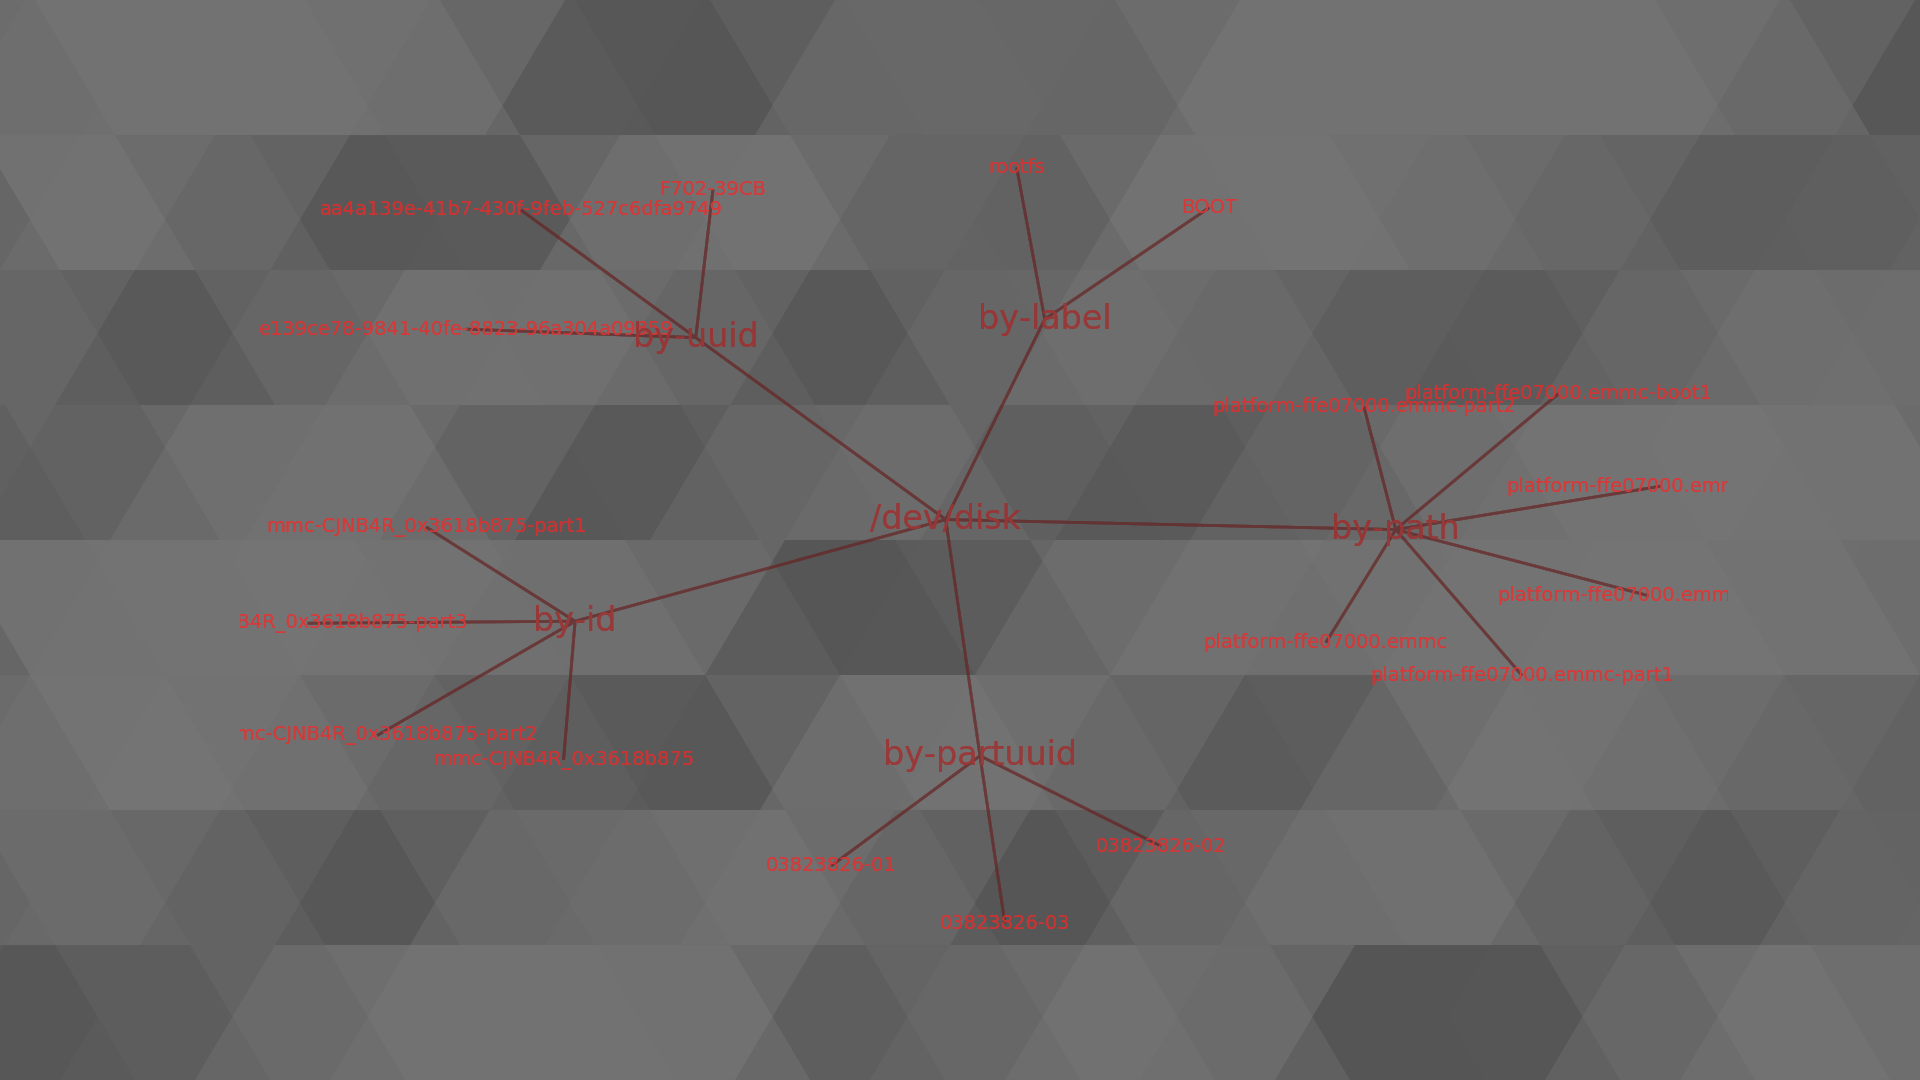 rootfs
F702-39CB
BOOT
aa4a139e-41b7-430f-9feb-527c6dfa9749
by-label
e139ce78-9841-40fe-8823-96a304a09859
by-uuid
platform-ffe07000.emmc-boot1
platform-ffe07000.emmc-part2
platform-ffe07000.emr
/dev/disk
by-path
mmc-CJNB4R_0x3618b875-part1
platform-ffe07000.emm
by-id
B4R_0x3618b875-part3
platform-ffe07000.emmc
platform-ffe07000.emmc-part1
mc-CJNB4R_0x3618b875-part2
by-partuuid
mmc-CJNB4R_0x3618b875
03823826-02
03823826-01
03823826-03